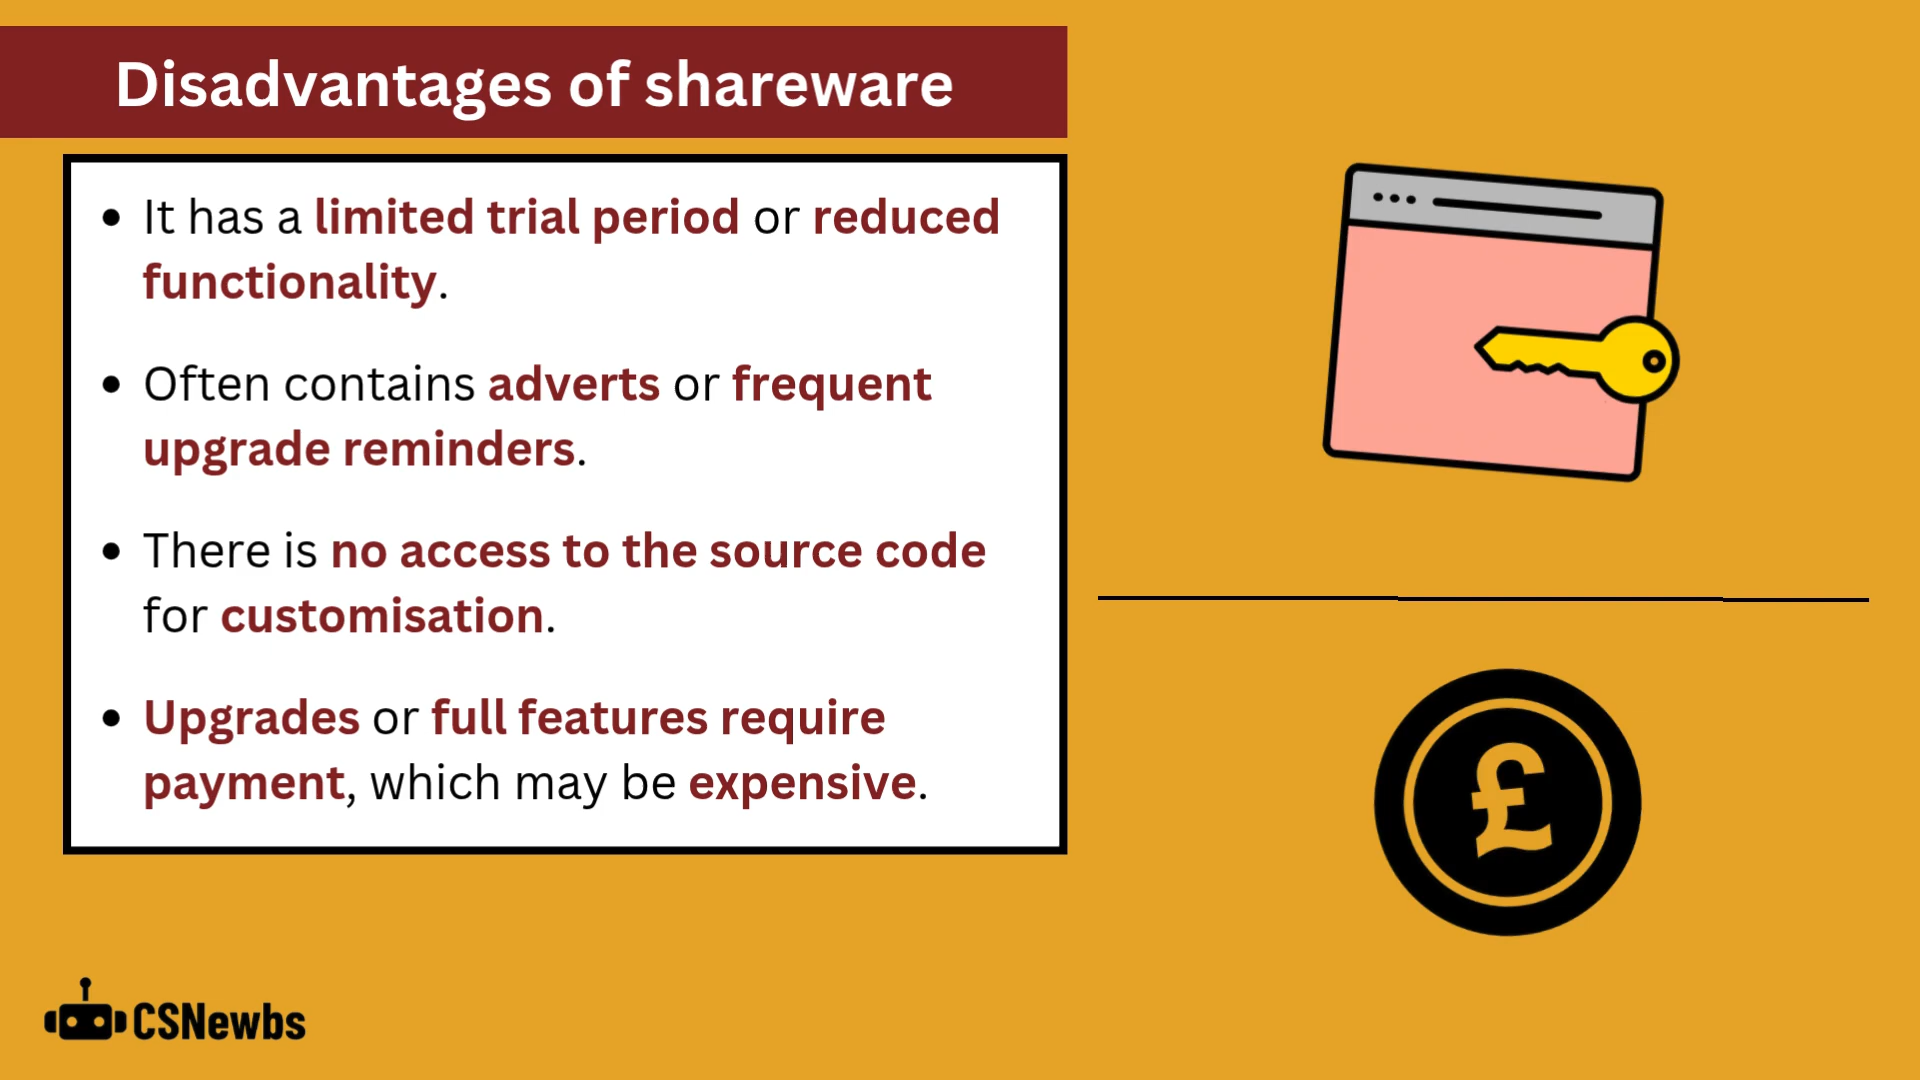 Disadvantages of shareware
• It has a limited trial period or reduced
functionality.
• Often contains adverts or frequent
upgrade reminders.
• There is no access to the source code
for customisation.
• Upgrades or full features require
payment, which may be expensive.
£
CSNewbs